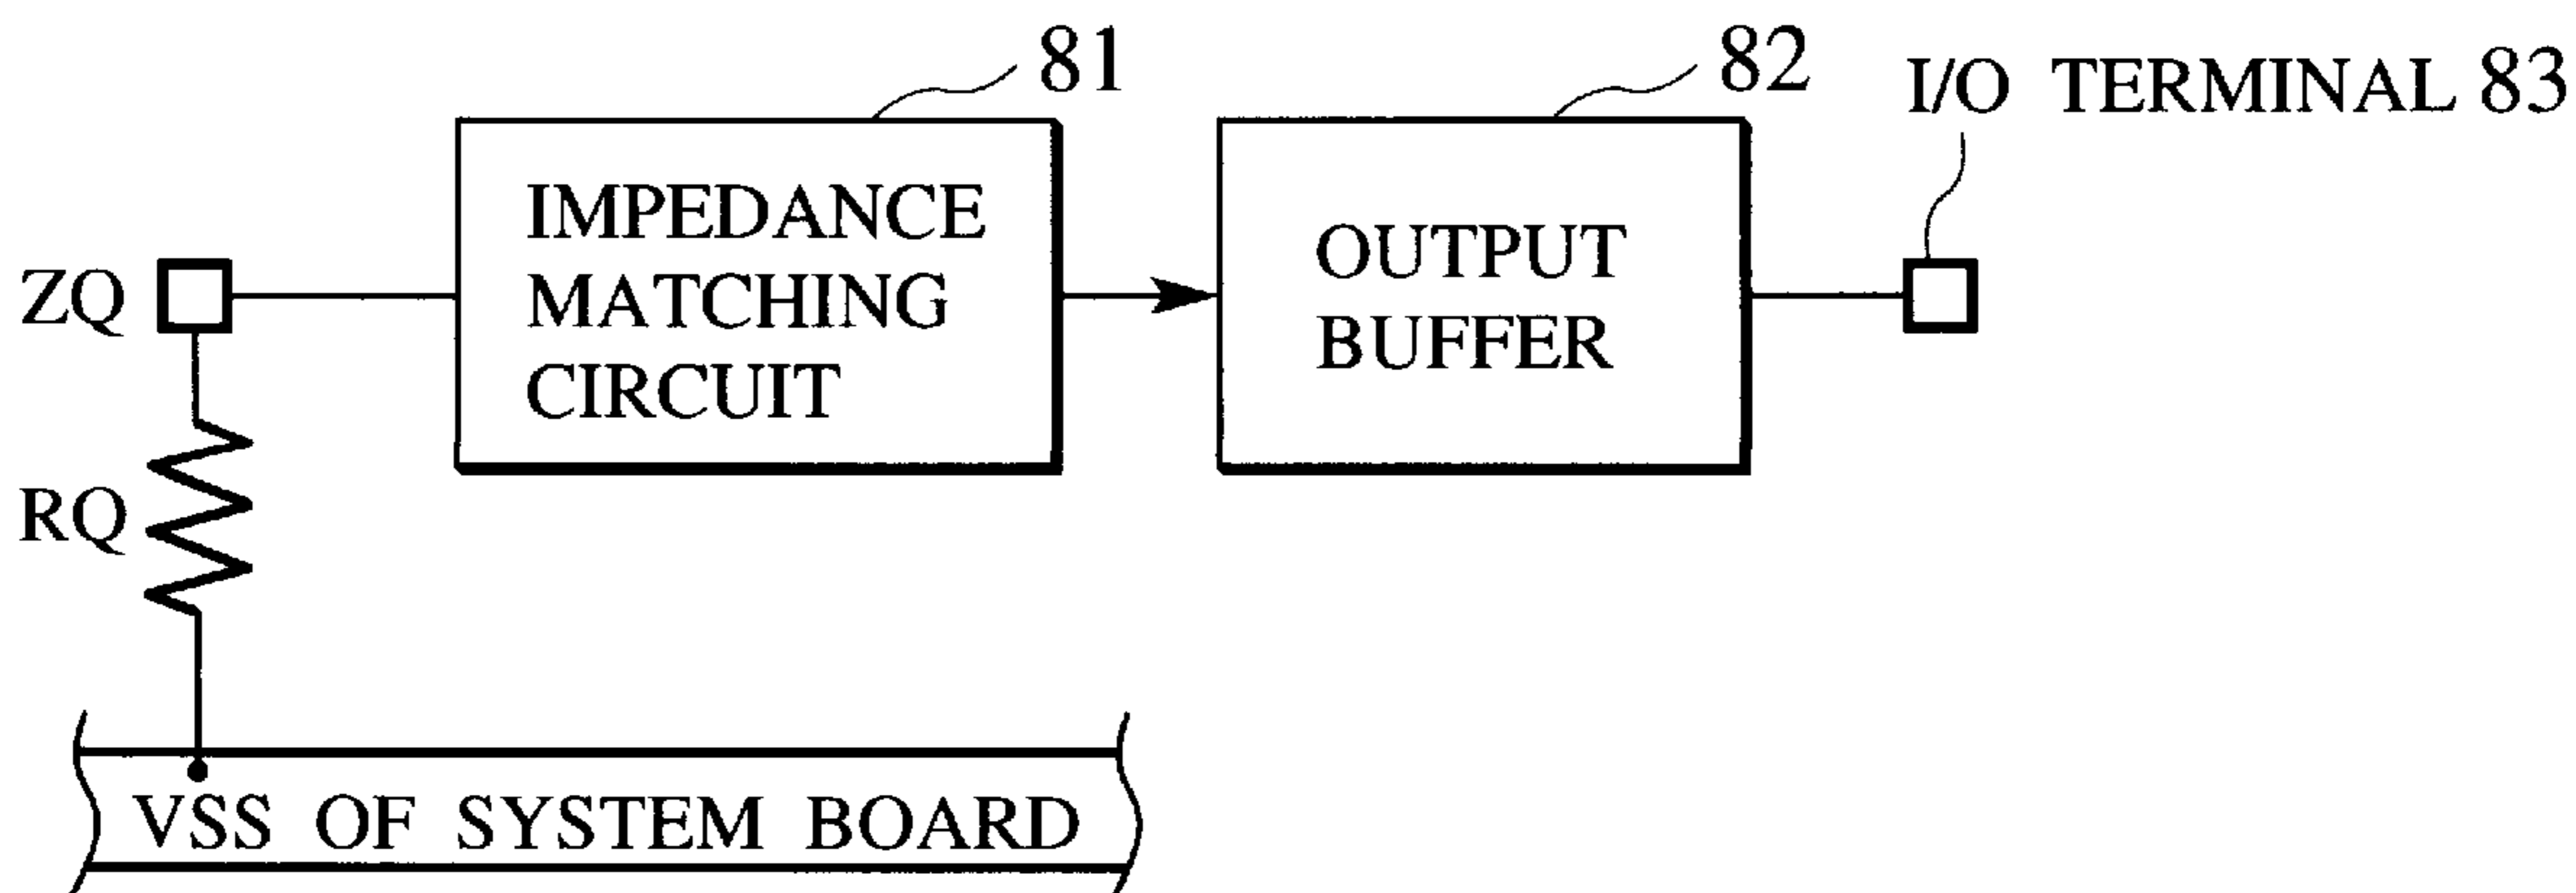 81
82
I/O TERMINAL 83
IMPEDANCE
MATCHING
CIRCUIT
OUTPUT
BUFFER
ZQ
RQ
VSS OF SYSTEM BOARD